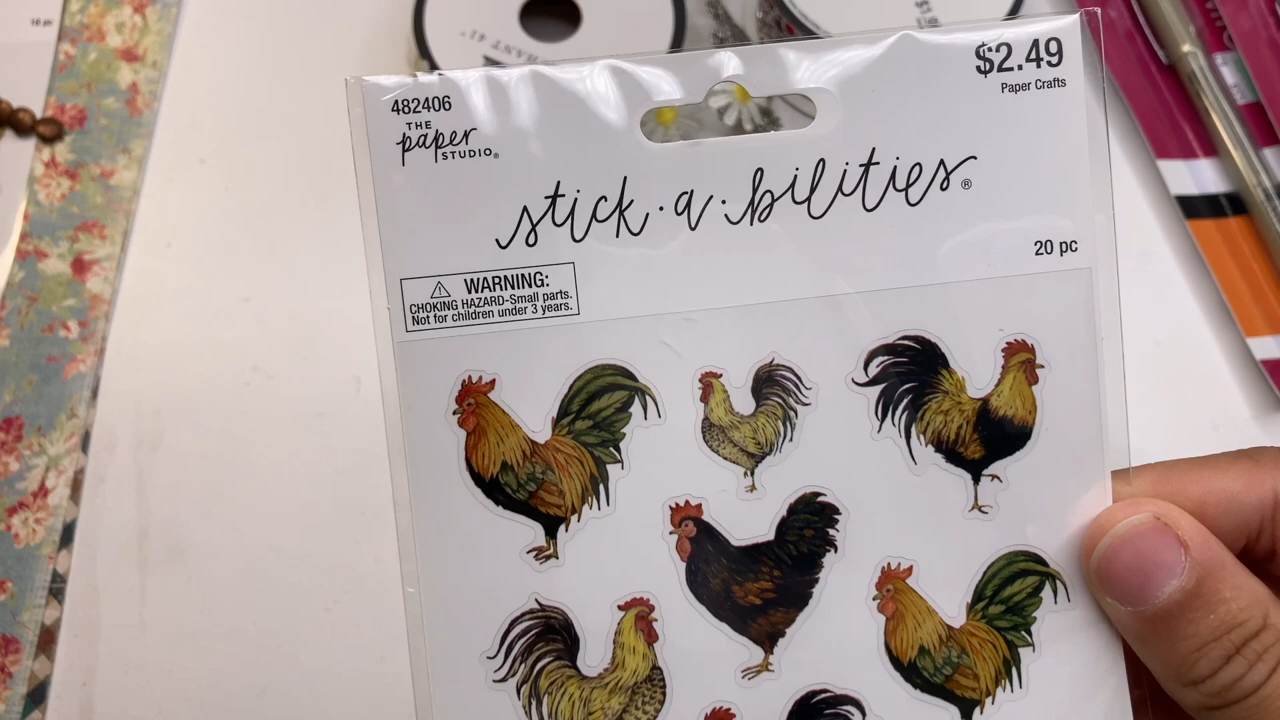 482406
THE
paper
STUDIO®
$2.49
Paper Crafts
stick·a·bilities®
20 pc
WARNING:
CHOKING HAZARD-Small parts.
Not for children under 3 years.